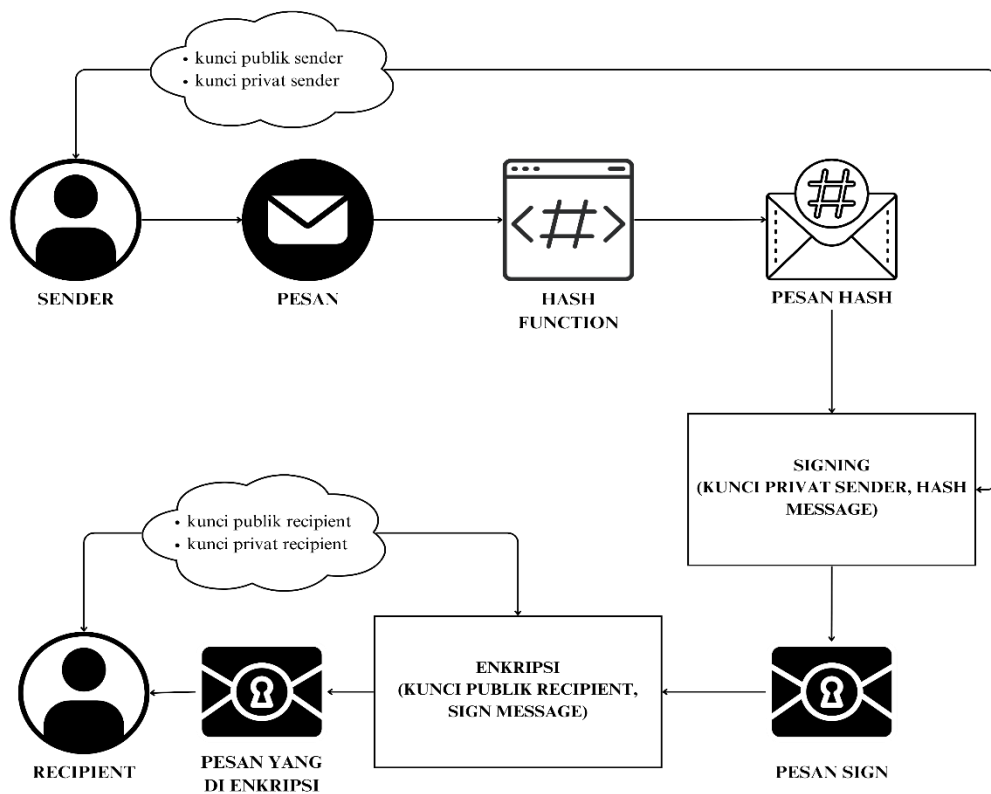 • kunci publik sender
• kunci privat sender
SENDER
PESAN
<#>
HASH
FUNCTION
#
PESAN HASH
SIGNING
(KUNCI PRIVAT SENDER, HASH
MESSAGE)
• kunci publik recipient
• kunci privat recipient
ENKRIPSI
(KUNCI PUBLIK RECIPIENT,
SIGN MESSAGE)
RECIPIENT
PESAN YANG
DI ENKRIPSI
PESAN SIGN